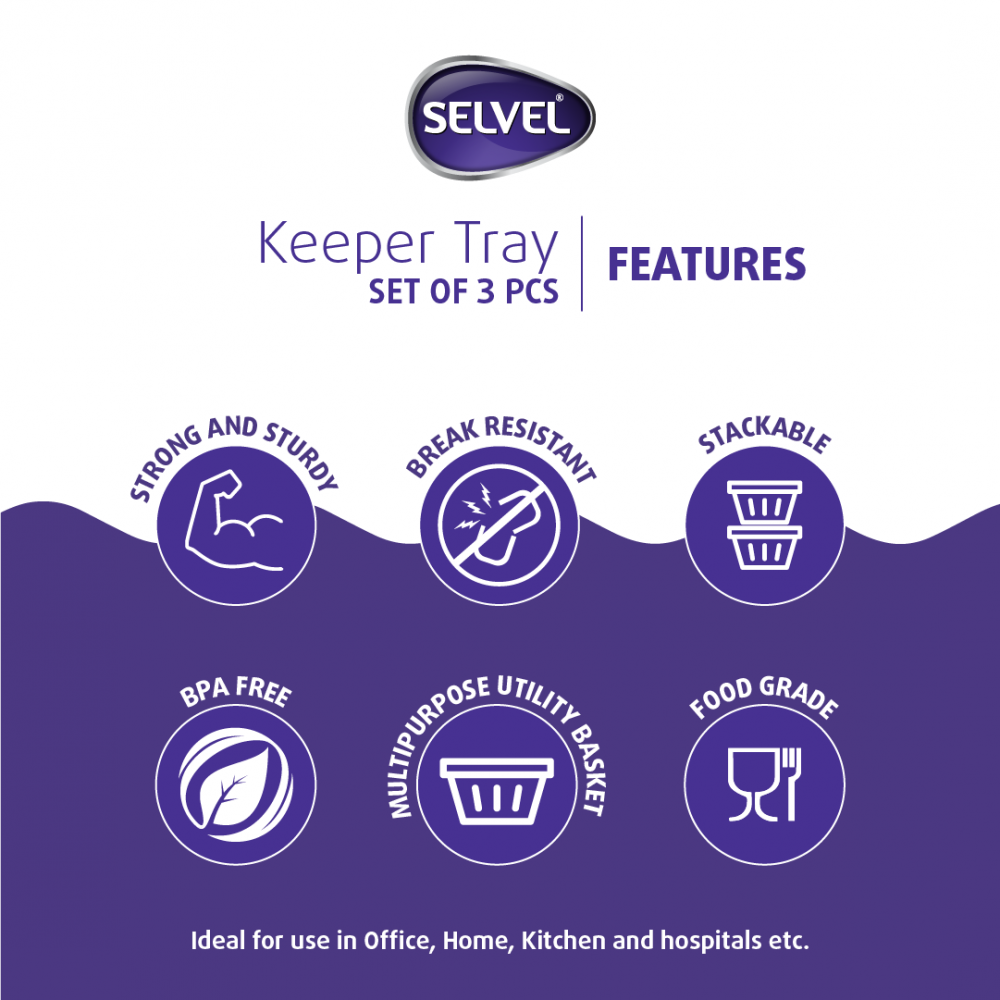 SELVEL®
Keeper Tray
SET OF 3 PCS
FEATURES
STRONG AND STURDY
BREAK RESISTANT
STACKABLE
BPA FREE
MULTIPURPOSE UTILITY BASKET
FOOD GRADE
Ideal for use in Office, Home, Kitchen and hospitals etc.